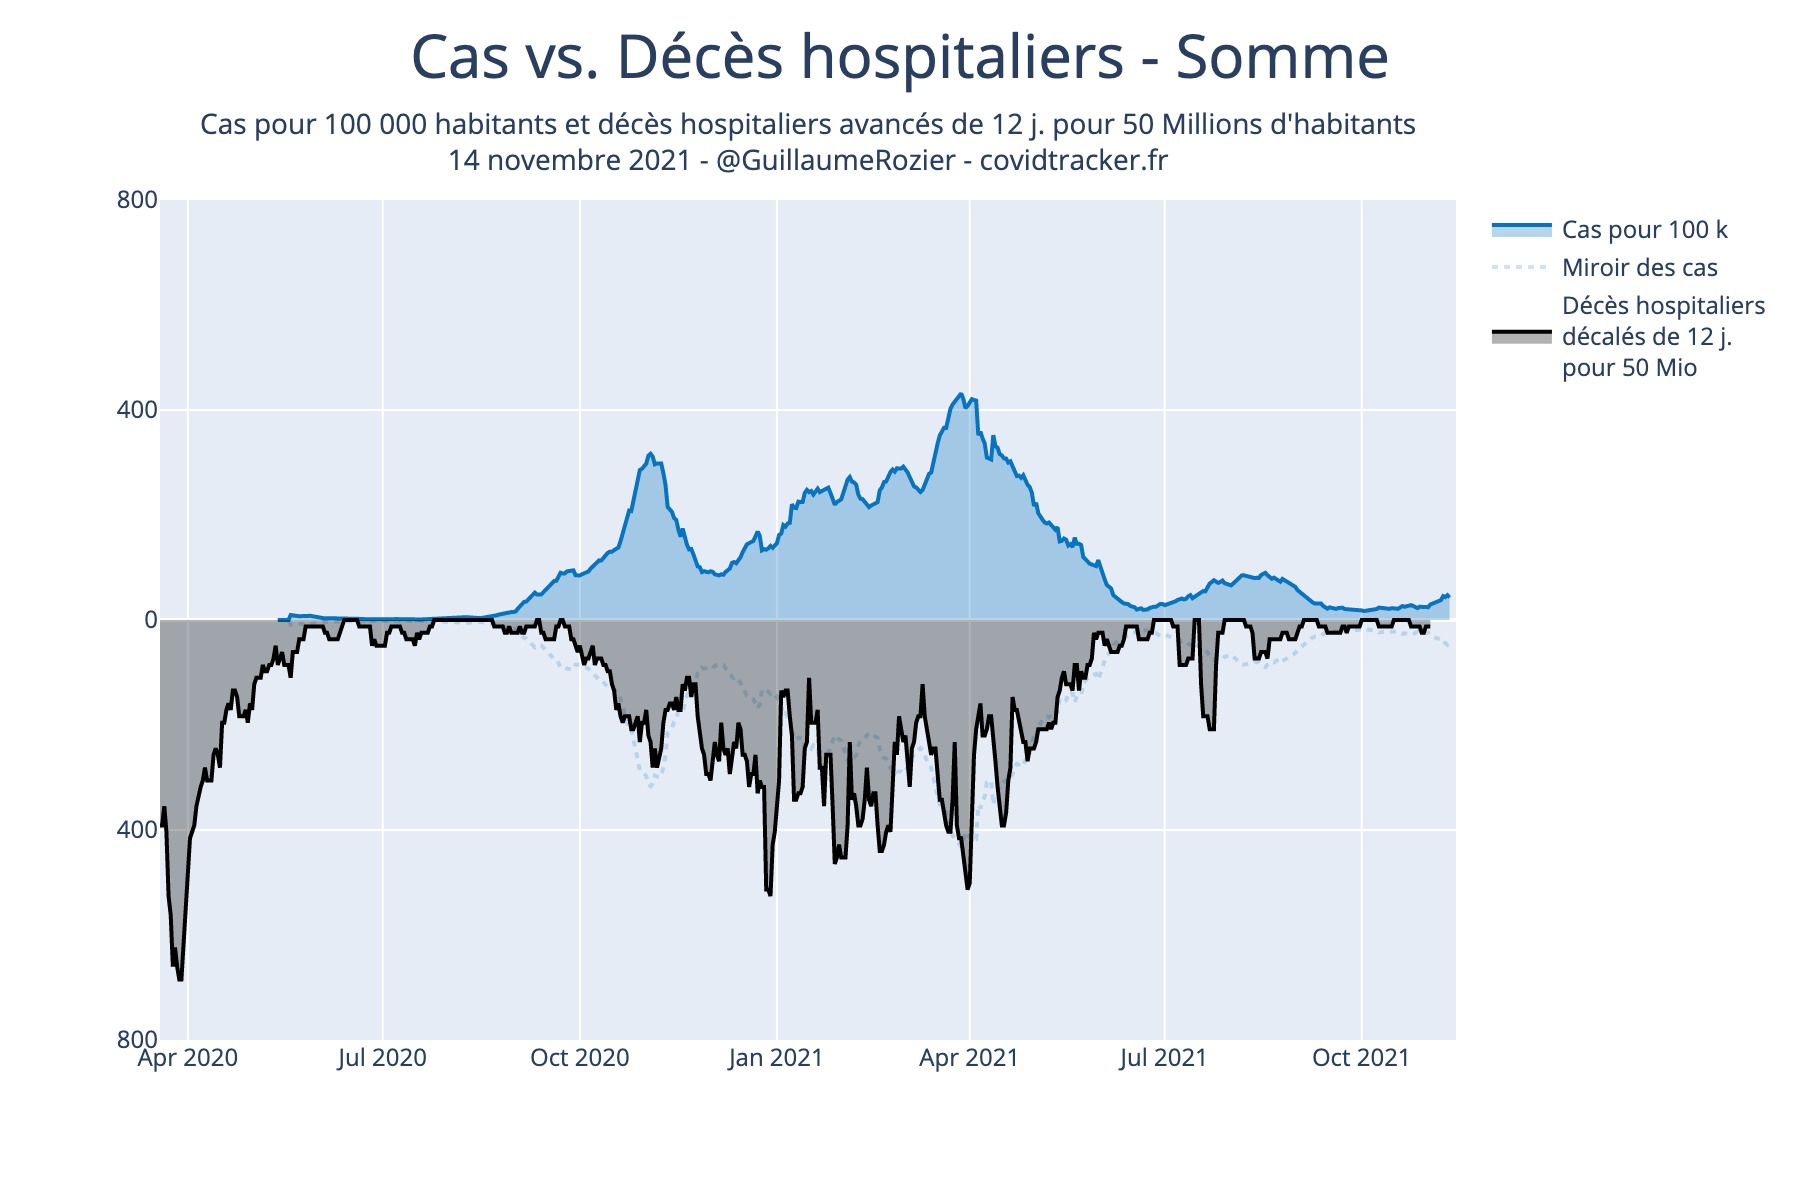 Cas vs. Décès hospitaliers - Somme
Cas pour 100 000 habitants et décès hospitaliers avancés de 12 j. pour 50 Millions d'habitants
14 novembre 2021 - @GuillaumeRozier - covidtracker.fr
800
400
0
400
800
Apr 2020
Jul 2020
Oct 2020
Jan 2021
Apr 2021
Jul 2021
Oct 2021
Cas pour 100 k
Miroir des cas
Décès hospitaliers
décalés de 12 j.
pour 50 Mio